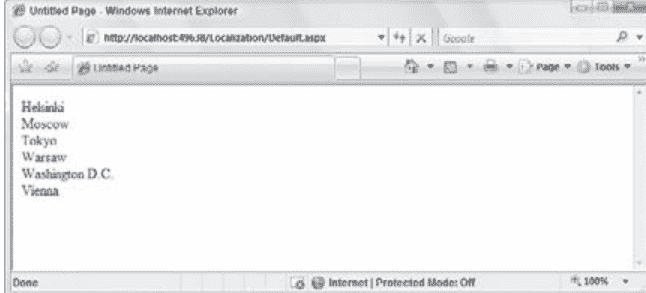 Untitled Page - Windows Internet Explorer
http://localhost:49638/Localization/Default.aspx
Google
Untitled Page
Page
Tools
Helsinki
Moscow
Tokyo
Warsaw
Washington D.C.
Vienna
Done
Internet | Protected Mode: Off
100%